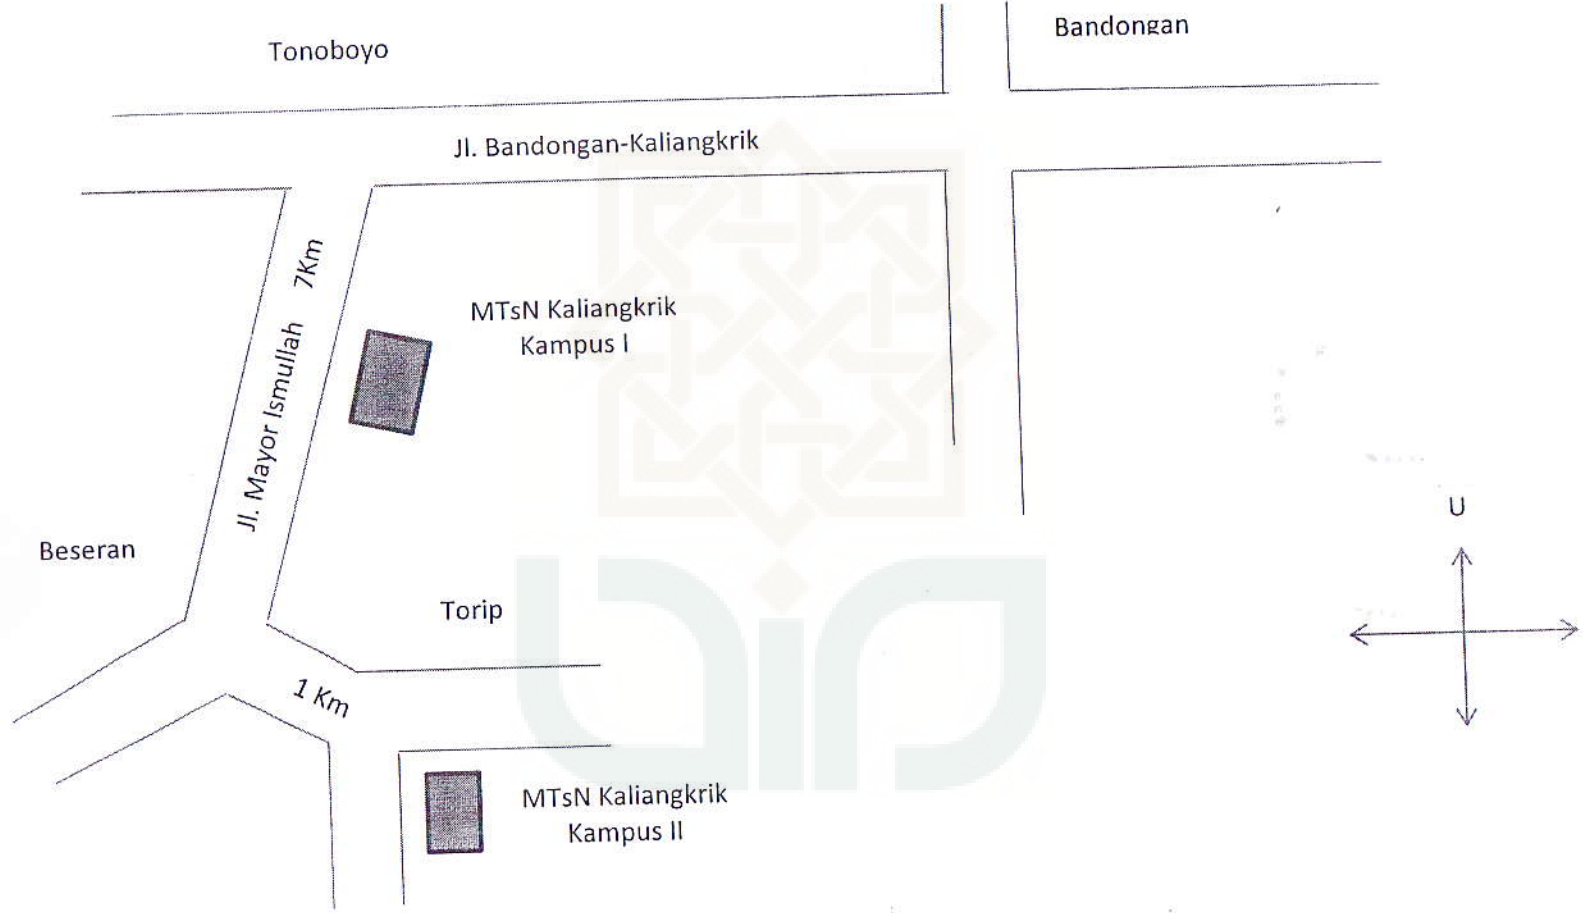 Tonoboyo
Bandongan
Jl. Bandongan-Kaliangkrik
7Km
Jl. Mayor Ismullah
MTsN Kaliangkrik
Kampus I
Beseran
U
Torip
1 Km
MTsN Kaliangkrik
Kampus II